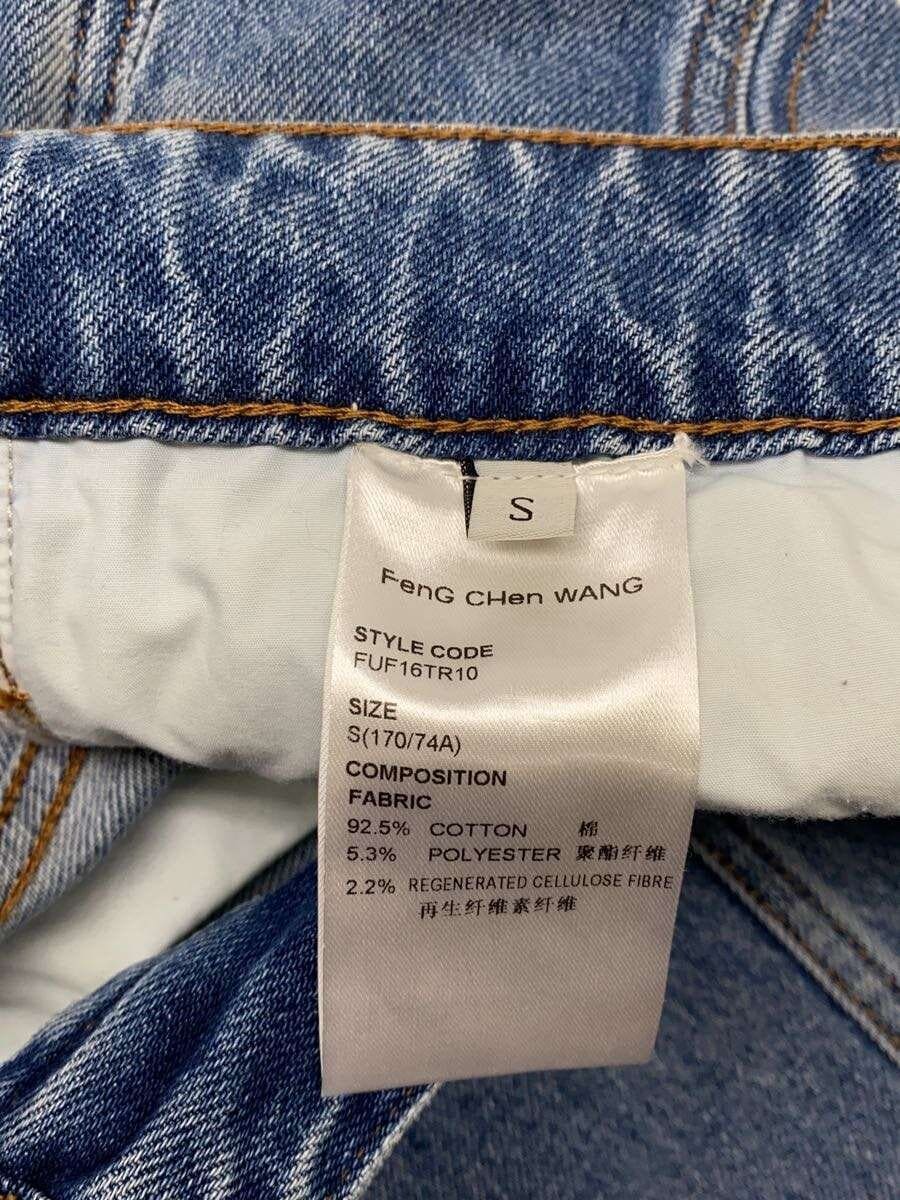 S
FenG CHen WANG
STYLE CODE
FUF16TR10
SIZE
S(170/74A)
COMPOSITION
FABRIC
92.5% COTTON 棉
5.3% POLYESTER 聚酯纤维
2.2% REGENERATED CELLULOSE FIBRE
再生纤维素纤维